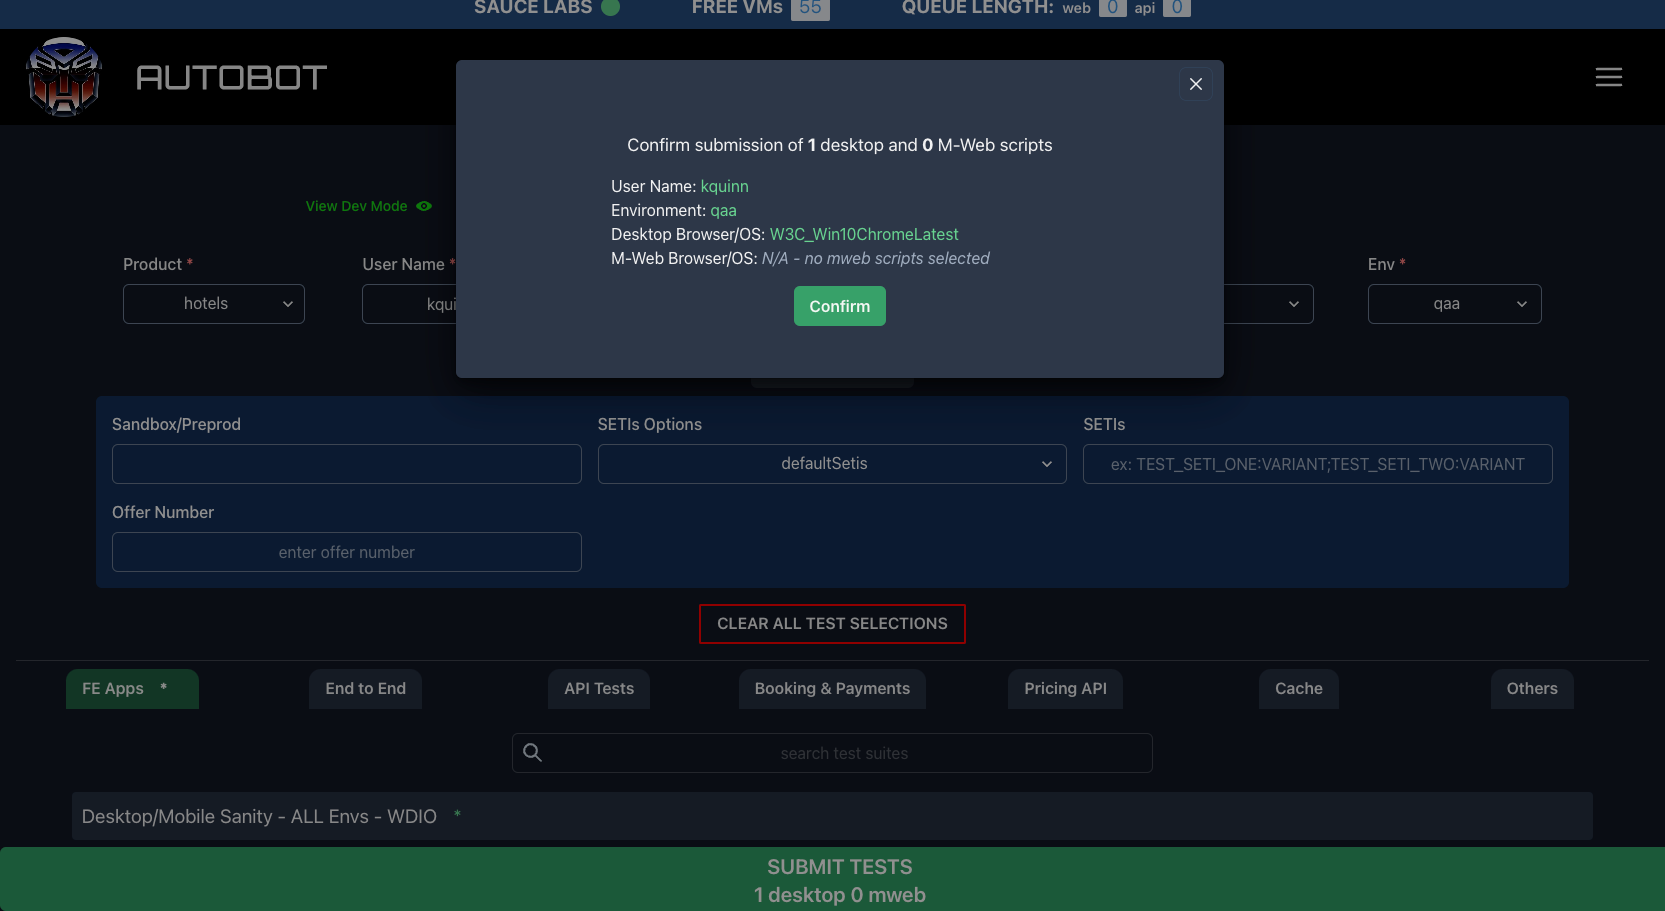 SAUCE LABS FREE VMs 55 QUEUE LENGTH: web 0 api 0
AUTOBOT
Confirm submission of 1 desktop and 0 M-Web scripts
User Name: kquinn
Environment: qaa
Desktop Browser/OS: W3C_Win10ChromeLatest
M-Web Browser/OS: N/A - no mweb scripts selected
Confirm
View Dev Mode
Product * User Name * Env *
hotels kqui qaa
Sandbox/Preprod SETIs Options SETIs
defaultSetis ex: TEST_SETI_ONE:VARIANT;TEST_SETI_TWO:VARIANT
Offer Number
enter offer number
CLEAR ALL TEST SELECTIONS
FE Apps * End to End API Tests Booking & Payments Pricing API Cache Others
search test suites
Desktop/Mobile Sanity - ALL Envs - WDIO *
SUBMIT TESTS
1 desktop 0 mweb